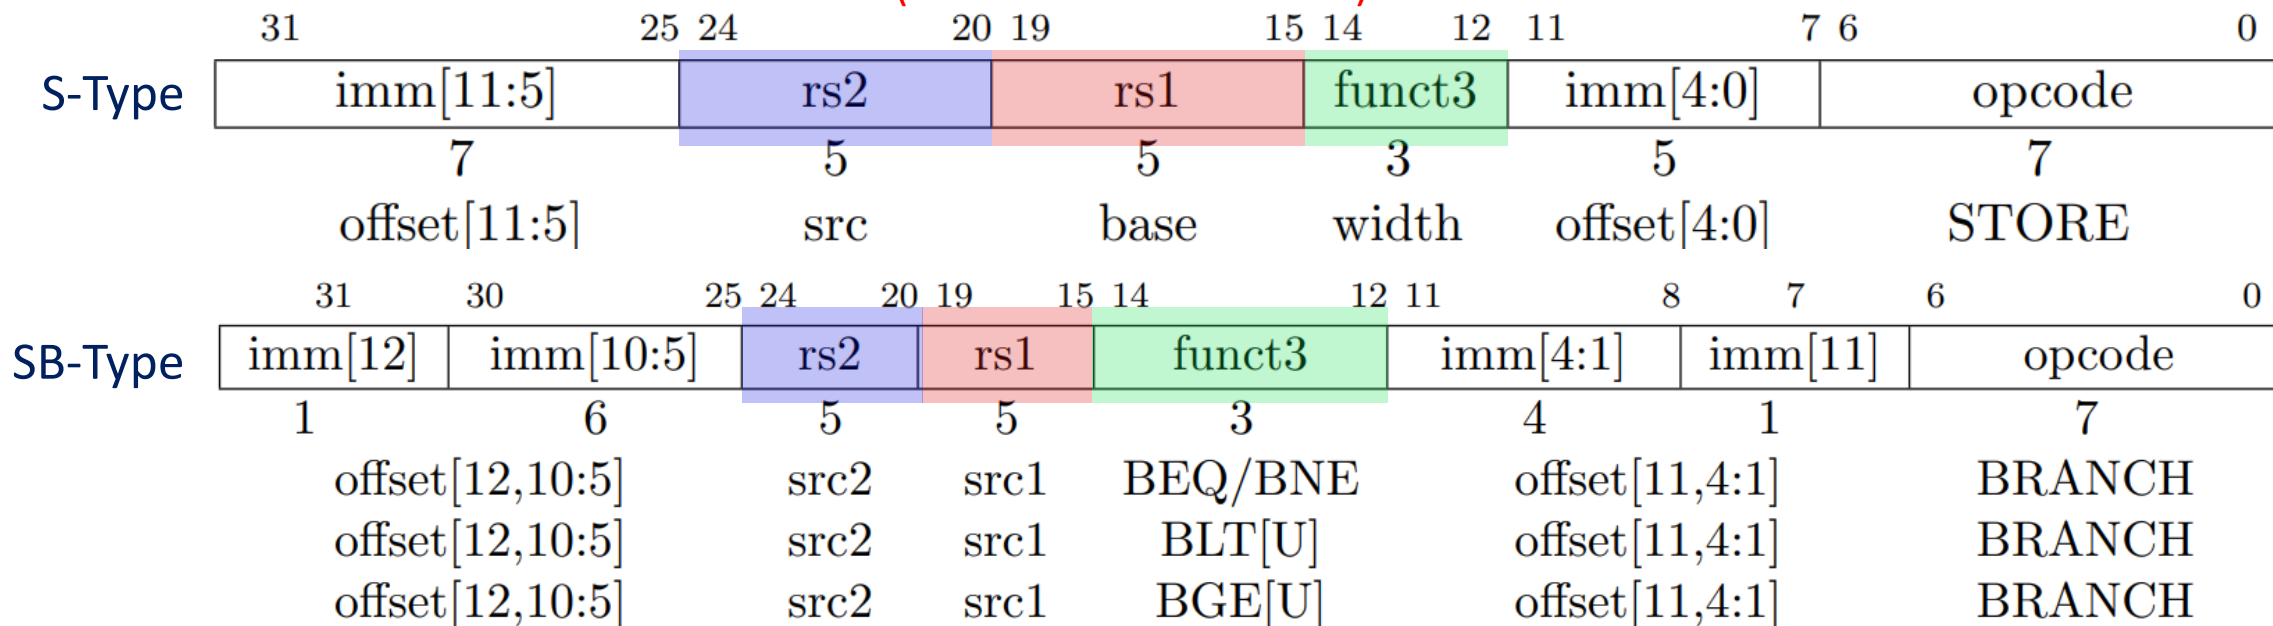 31 25 24 20 19 15 14 12 11 7 6 0
S-Type imm[11:5] rs2 rs1 funct3 imm[4:0] opcode
7 5 5 3 5 7
offset[11:5] src base width offset[4:0] STORE
31 30 25 24 20 19 15 14 12 11 8 7 6 0
SB-Type imm[12] imm[10:5] rs2 rs1 funct3 imm[4:1] imm[11] opcode
1 6 5 5 3 4 1 7
offset[12,10:5] src2 src1 BEQ/BNE offset[11,4:1] BRANCH
offset[12,10:5] src2 src1 BLT[U] offset[11,4:1] BRANCH
offset[12,10:5] src2 src1 BGE[U] offset[11,4:1] BRANCH